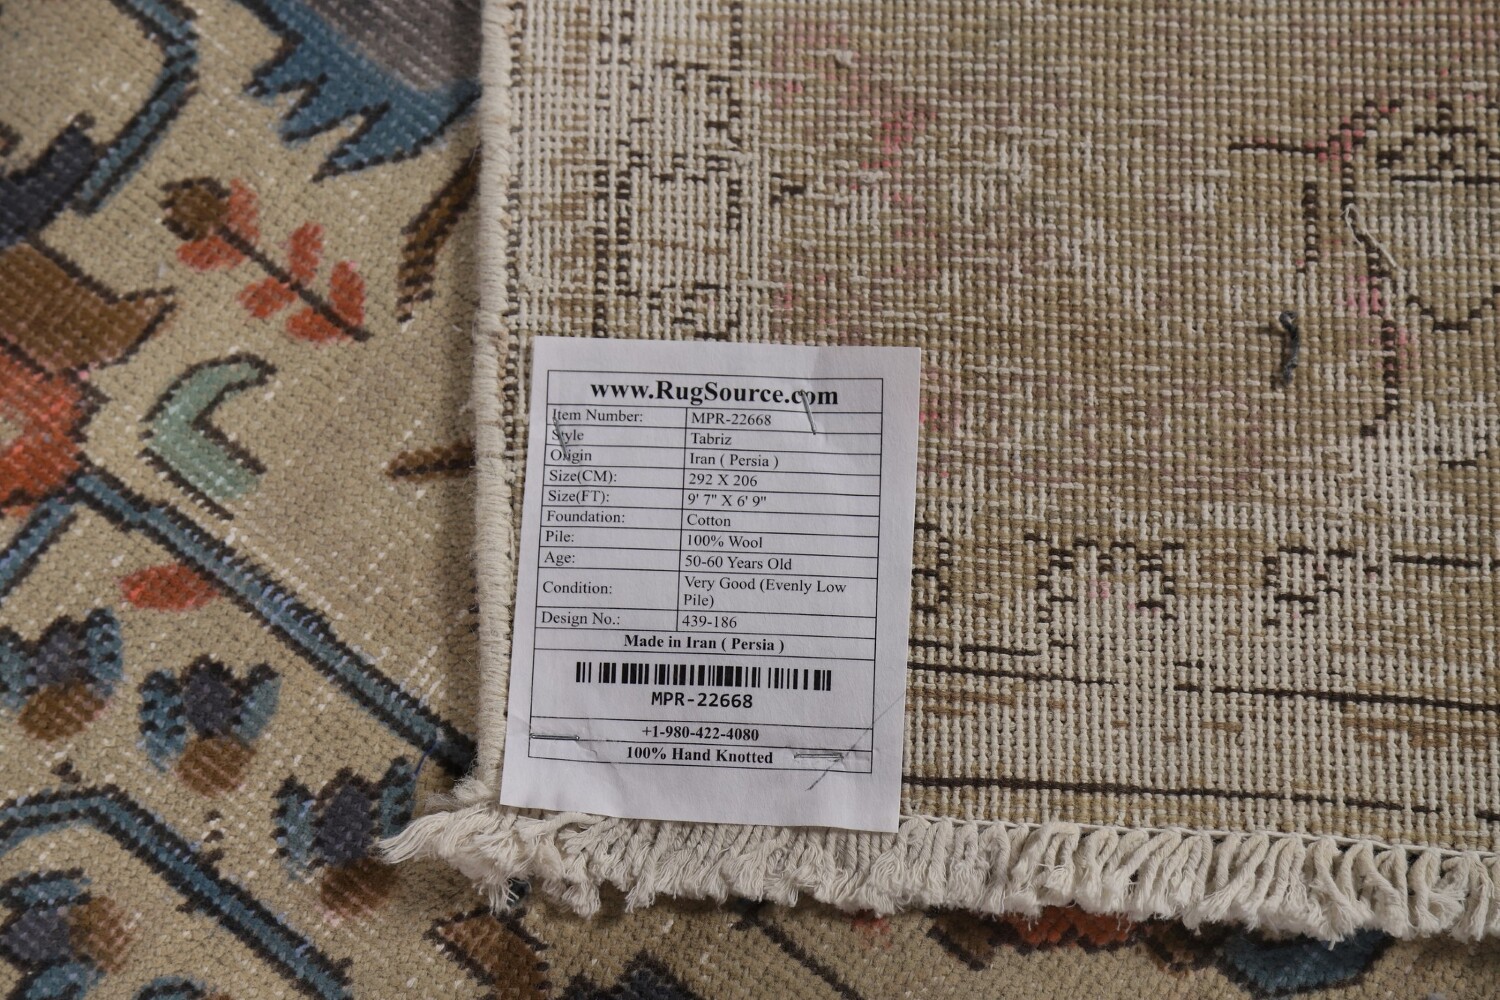 www.RugSource.com
Item Number: MPR-22668
Style Tabriz
Origin Iran ( Persia )
Size(CM): 292 X 206
Size(FT): 9' 7" X 6' 9"
Foundation: Cotton
Pile: 100% Wool
Age: 50-60 Years Old
Condition: Very Good (Evenly Low
Pile)
Design No.: 439-186
Made in Iran ( Persia )
MPR-22668
+1-980-422-4080
100% Hand Knotted